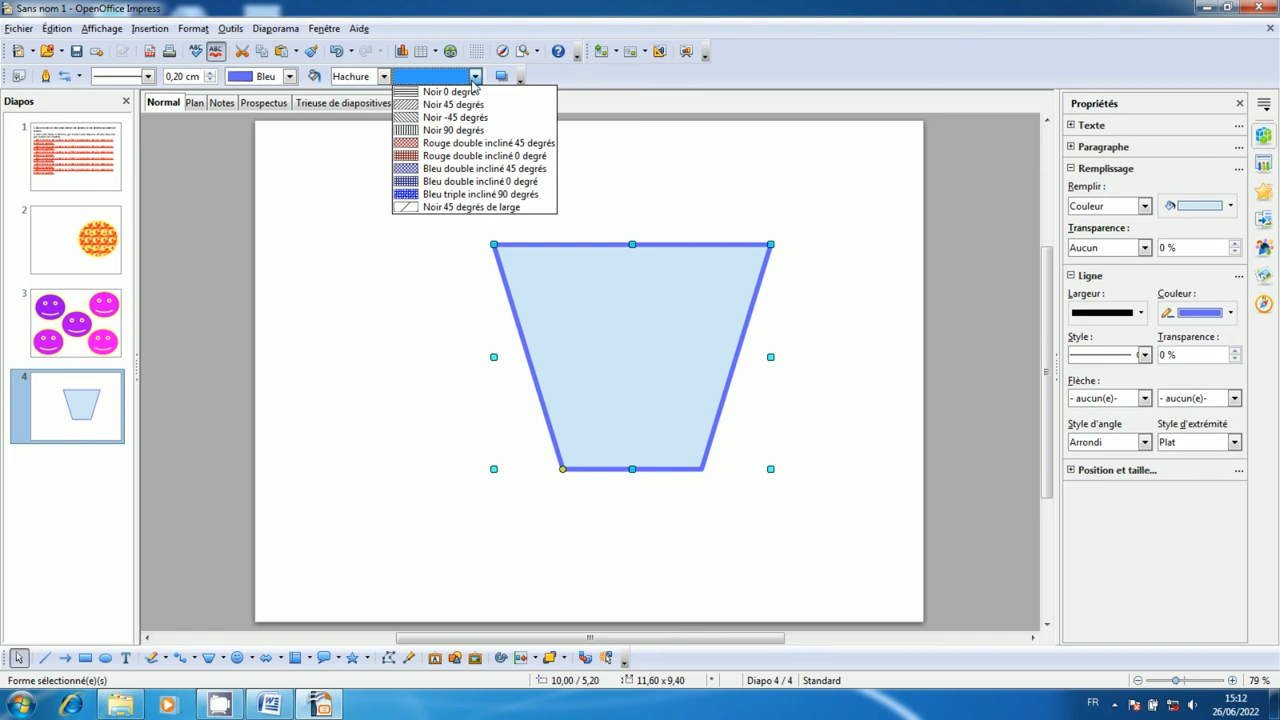 Sans nom 1 - OpenOffice Impress
Fichier Édition Affichage Insertion Format Outils Diaporama Fenêtre Aide
0,20 cm Bleu Hachure
Noir 0 degrés
Noir 45 degrés
Noir -45 degrés
Noir 90 degrés
Rouge double incliné 45 degrés
Rouge double incliné 0 degré
Bleu double incliné 45 degrés
Bleu double incliné 0 degré
Bleu triple incliné 90 degrés
Noir 45 degrés de large
Diapos
1
2
3
4
Normal Plan Notes Prospectus Trieuse de diapositives
Propriétés
Texte
Paragraphe
Remplissage
Remplir :
Couleur
Transparence :
Aucun 0 %
Ligne
Largeur : Couleur :
Style : Transparence :
0 %
Flèche :
- aucun(e)- - aucun(e)-
Style d'angle Style d'extrémité
Arrondi Plat
Position et taille...
Forme sélectionné(e)(s) 10,00 / 5,20 11,60 x 9,40 * Diapo 4 / 4 Standard 79 %
FR 15:12
26/06/2022